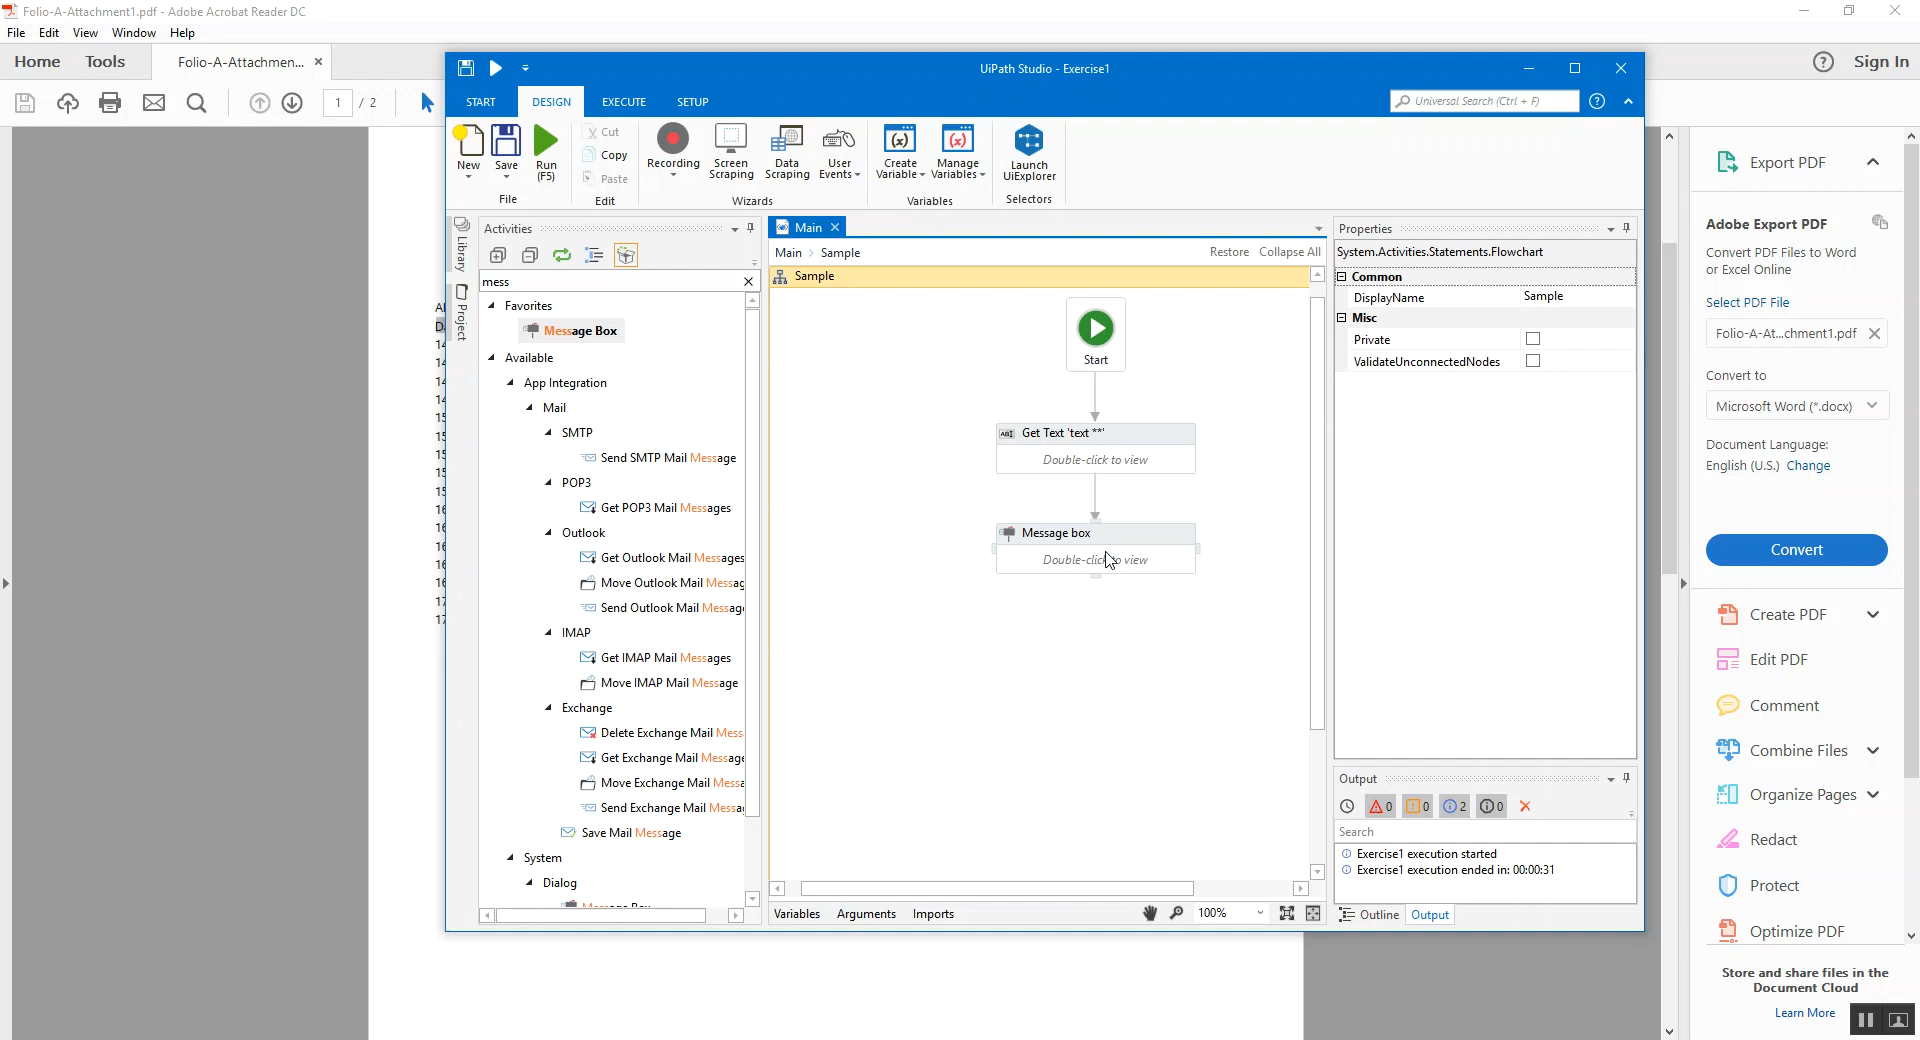 Folio-A-Attachment1.pdf - Adobe Acrobat Reader DC
File Edit View Window Help
Home Tools Folio-A-Attachmen... × Sign In
1 / 2
UiPath Studio - Exercise1
START DESIGN EXECUTE SETUP
Universal Search (Ctrl + F)
New
Save
Run
(F5)
File
Cut
Copy
Paste
Edit
Recording
Screen
Scraping
Data
Scraping
User
Events
Wizards
Create
Variable
Manage
Variables
Variables
Launch
UiExplorer
Selectors
Library
Project
Activities
mess
Favorites
Message Box
Available
App Integration
Mail
SMTP
Send SMTP Mail Message
POP3
Get POP3 Mail Messages
Outlook
Get Outlook Mail Messages
Move Outlook Mail Messag
Send Outlook Mail Messag
IMAP
Get IMAP Mail Messages
Move IMAP Mail Message
Exchange
Delete Exchange Mail Mess
Get Exchange Mail Message
Move Exchange Mail Messa
Send Exchange Mail Messa
Save Mail Message
System
Dialog
Main
Main > Sample
Restore Collapse All
Sample
Start
Get Text 'text **'
Double-click to view
Message box
Double-click to view
Variables Arguments Imports
100%
Properties
System.Activities.Statements.Flowchart
Common
DisplayName Sample
Misc
Private
ValidateUnconnectedNodes
Output
0 0 2 0
Search
Exercise1 execution started
Exercise1 execution ended in: 00:00:31
Outline Output
Export PDF
Adobe Export PDF
Convert PDF Files to Word
or Excel Online
Select PDF File
Folio-A-At...chment1.pdf
Convert to
Microsoft Word (*.docx)
Document Language:
English (U.S.) Change
Convert
Create PDF
Edit PDF
Comment
Combine Files
Organize Pages
Redact
Protect
Optimize PDF
Store and share files in the
Document Cloud
Learn More